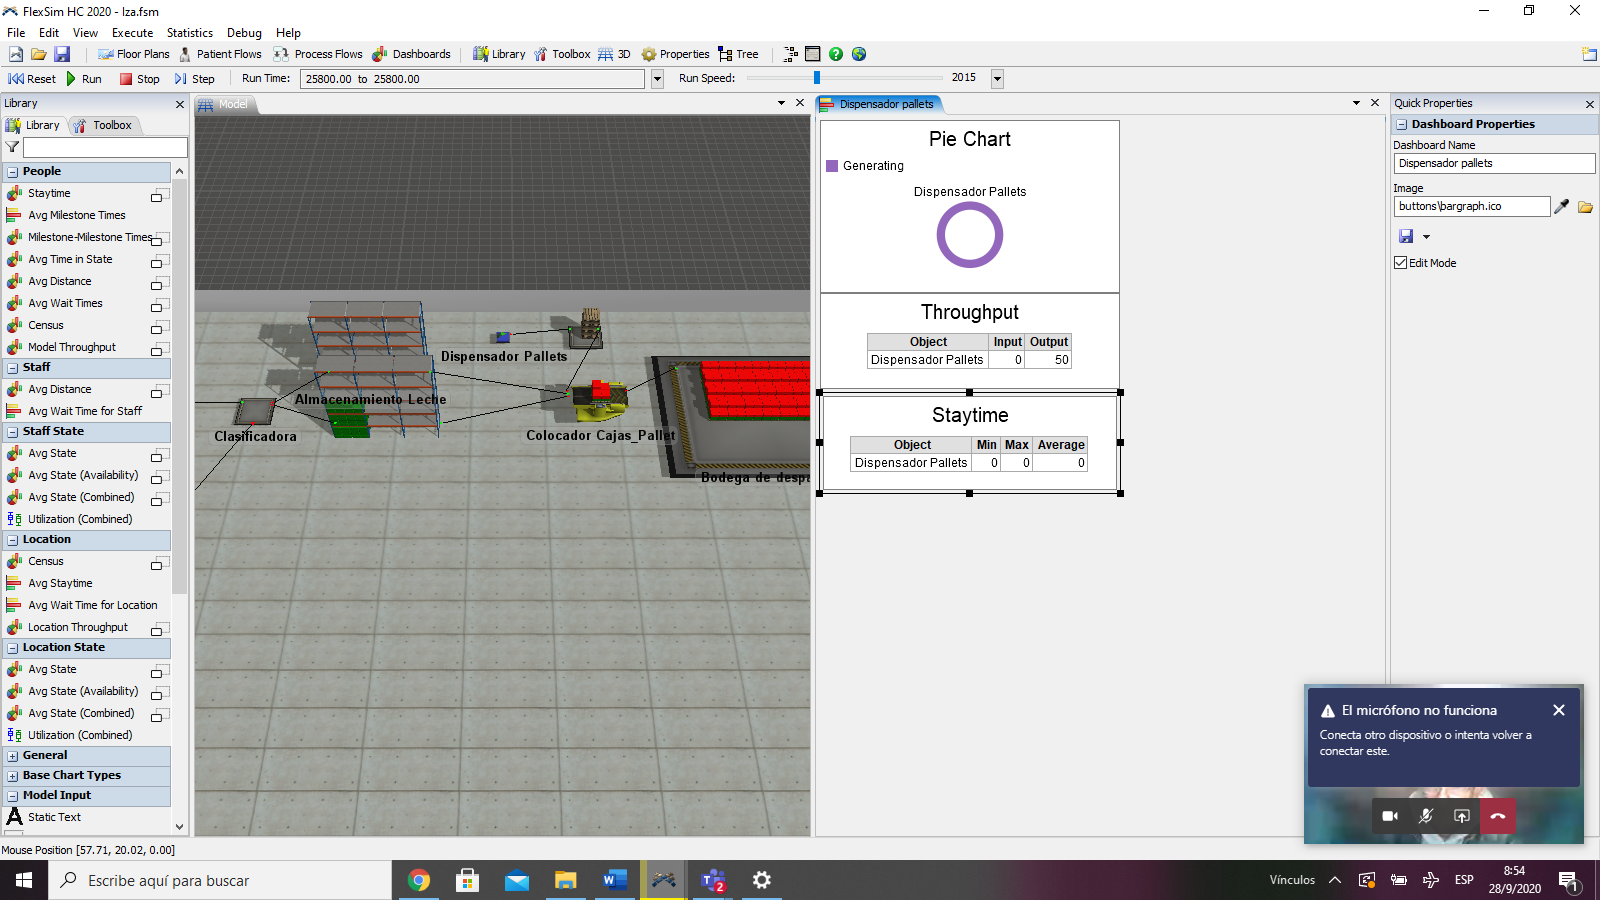 FlexSim HC 2020 - Iza.fsm
File Edit View Execute Statistics Debug Help
Floor Plans Patient Flows Process Flows Dashboards Library Toolbox 3D Properties Tree
Reset Run Stop Step Run Time: 25800.00 to 25800.00 Run Speed: 2015
Library
Library Toolbox
People
Staytime
Avg Milestone Times
Milestone-Milestone Times
Avg Time in State
Avg Distance
Avg Wait Times
Census
Model Throughput
Staff
Avg Distance
Avg Wait Time for Staff
Staff State
Avg State
Avg State (Availability)
Avg State (Combined)
Utilization (Combined)
Location
Census
Avg Staytime
Avg Wait Time for Location
Location Throughput
Location State
Avg State
Avg State (Availability)
Avg State (Combined)
Utilization (Combined)
General
Base Chart Types
Model Input
Static Text
Model
Dispensador Pallets
Almacenamiento Leche
Clasificadora
Colocador Cajas_Pallet
Bodega de despa
Dispensador pallets
Pie Chart
Generating
Dispensador Pallets
Throughput
Object Input Output
Dispensador Pallets 0 50
Staytime
Object Min Max Average
Dispensador Pallets 0 0 0
Quick Properties
Dashboard Properties
Dashboard Name
Dispensador pallets
Image
buttons\bargraph.ico
Edit Mode
El micrófono no funciona
Conecta otro dispositivo o intenta volver a
conectar este.
Mouse Position [57.71, 20.02, 0.00]
Escribe aquí para buscar
2
Vínculos
ESP
8:54
28/9/2020
1